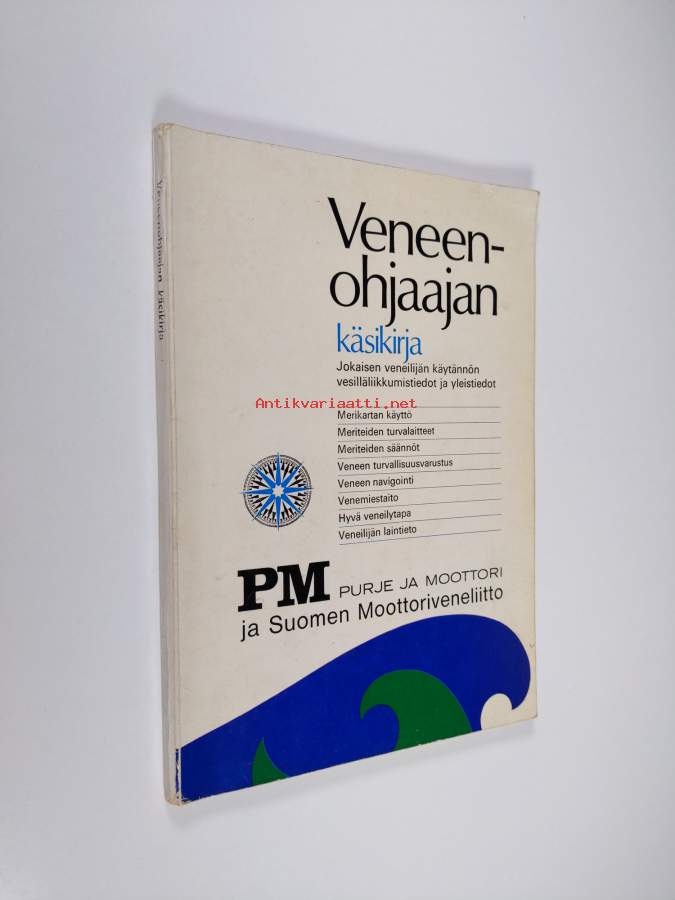 Veneenohjaajan käsikirja
Veneen-
ohjaajan
käsikirja
Jokaisen veneilijän käytännön
vesilläliikkumistiedot ja yleistiedot
Antikvariaatti.net
Merikartan käyttö
Meriteiden turvalaitteet
Meriteiden säännöt
Veneen turvallisuusvarustus
Veneen navigointi
Venemiestaito
Hyvä veneilytapa
Veneilijän laintieto
PM PURJE JA MOOTTORI
ja Suomen Moottoriveneliitto